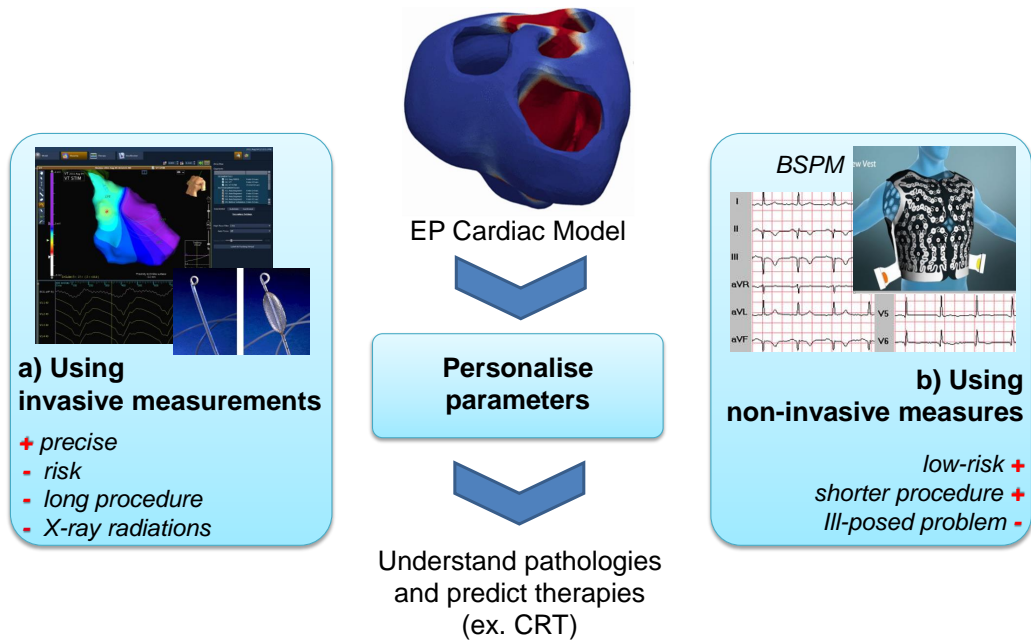 EP Cardiac Model
Personalise
parameters
Understand pathologies
and predict therapies
(ex. CRT)
VT STIM
a) Using
invasive measurements
+ precise
- risk
- long procedure
- X-ray radiations
BSPM
ew Vest
I
II
III
aVR
aVL
aVF
V5
V6
b) Using
non-invasive measures
low-risk +
shorter procedure +
Ill-posed problem -